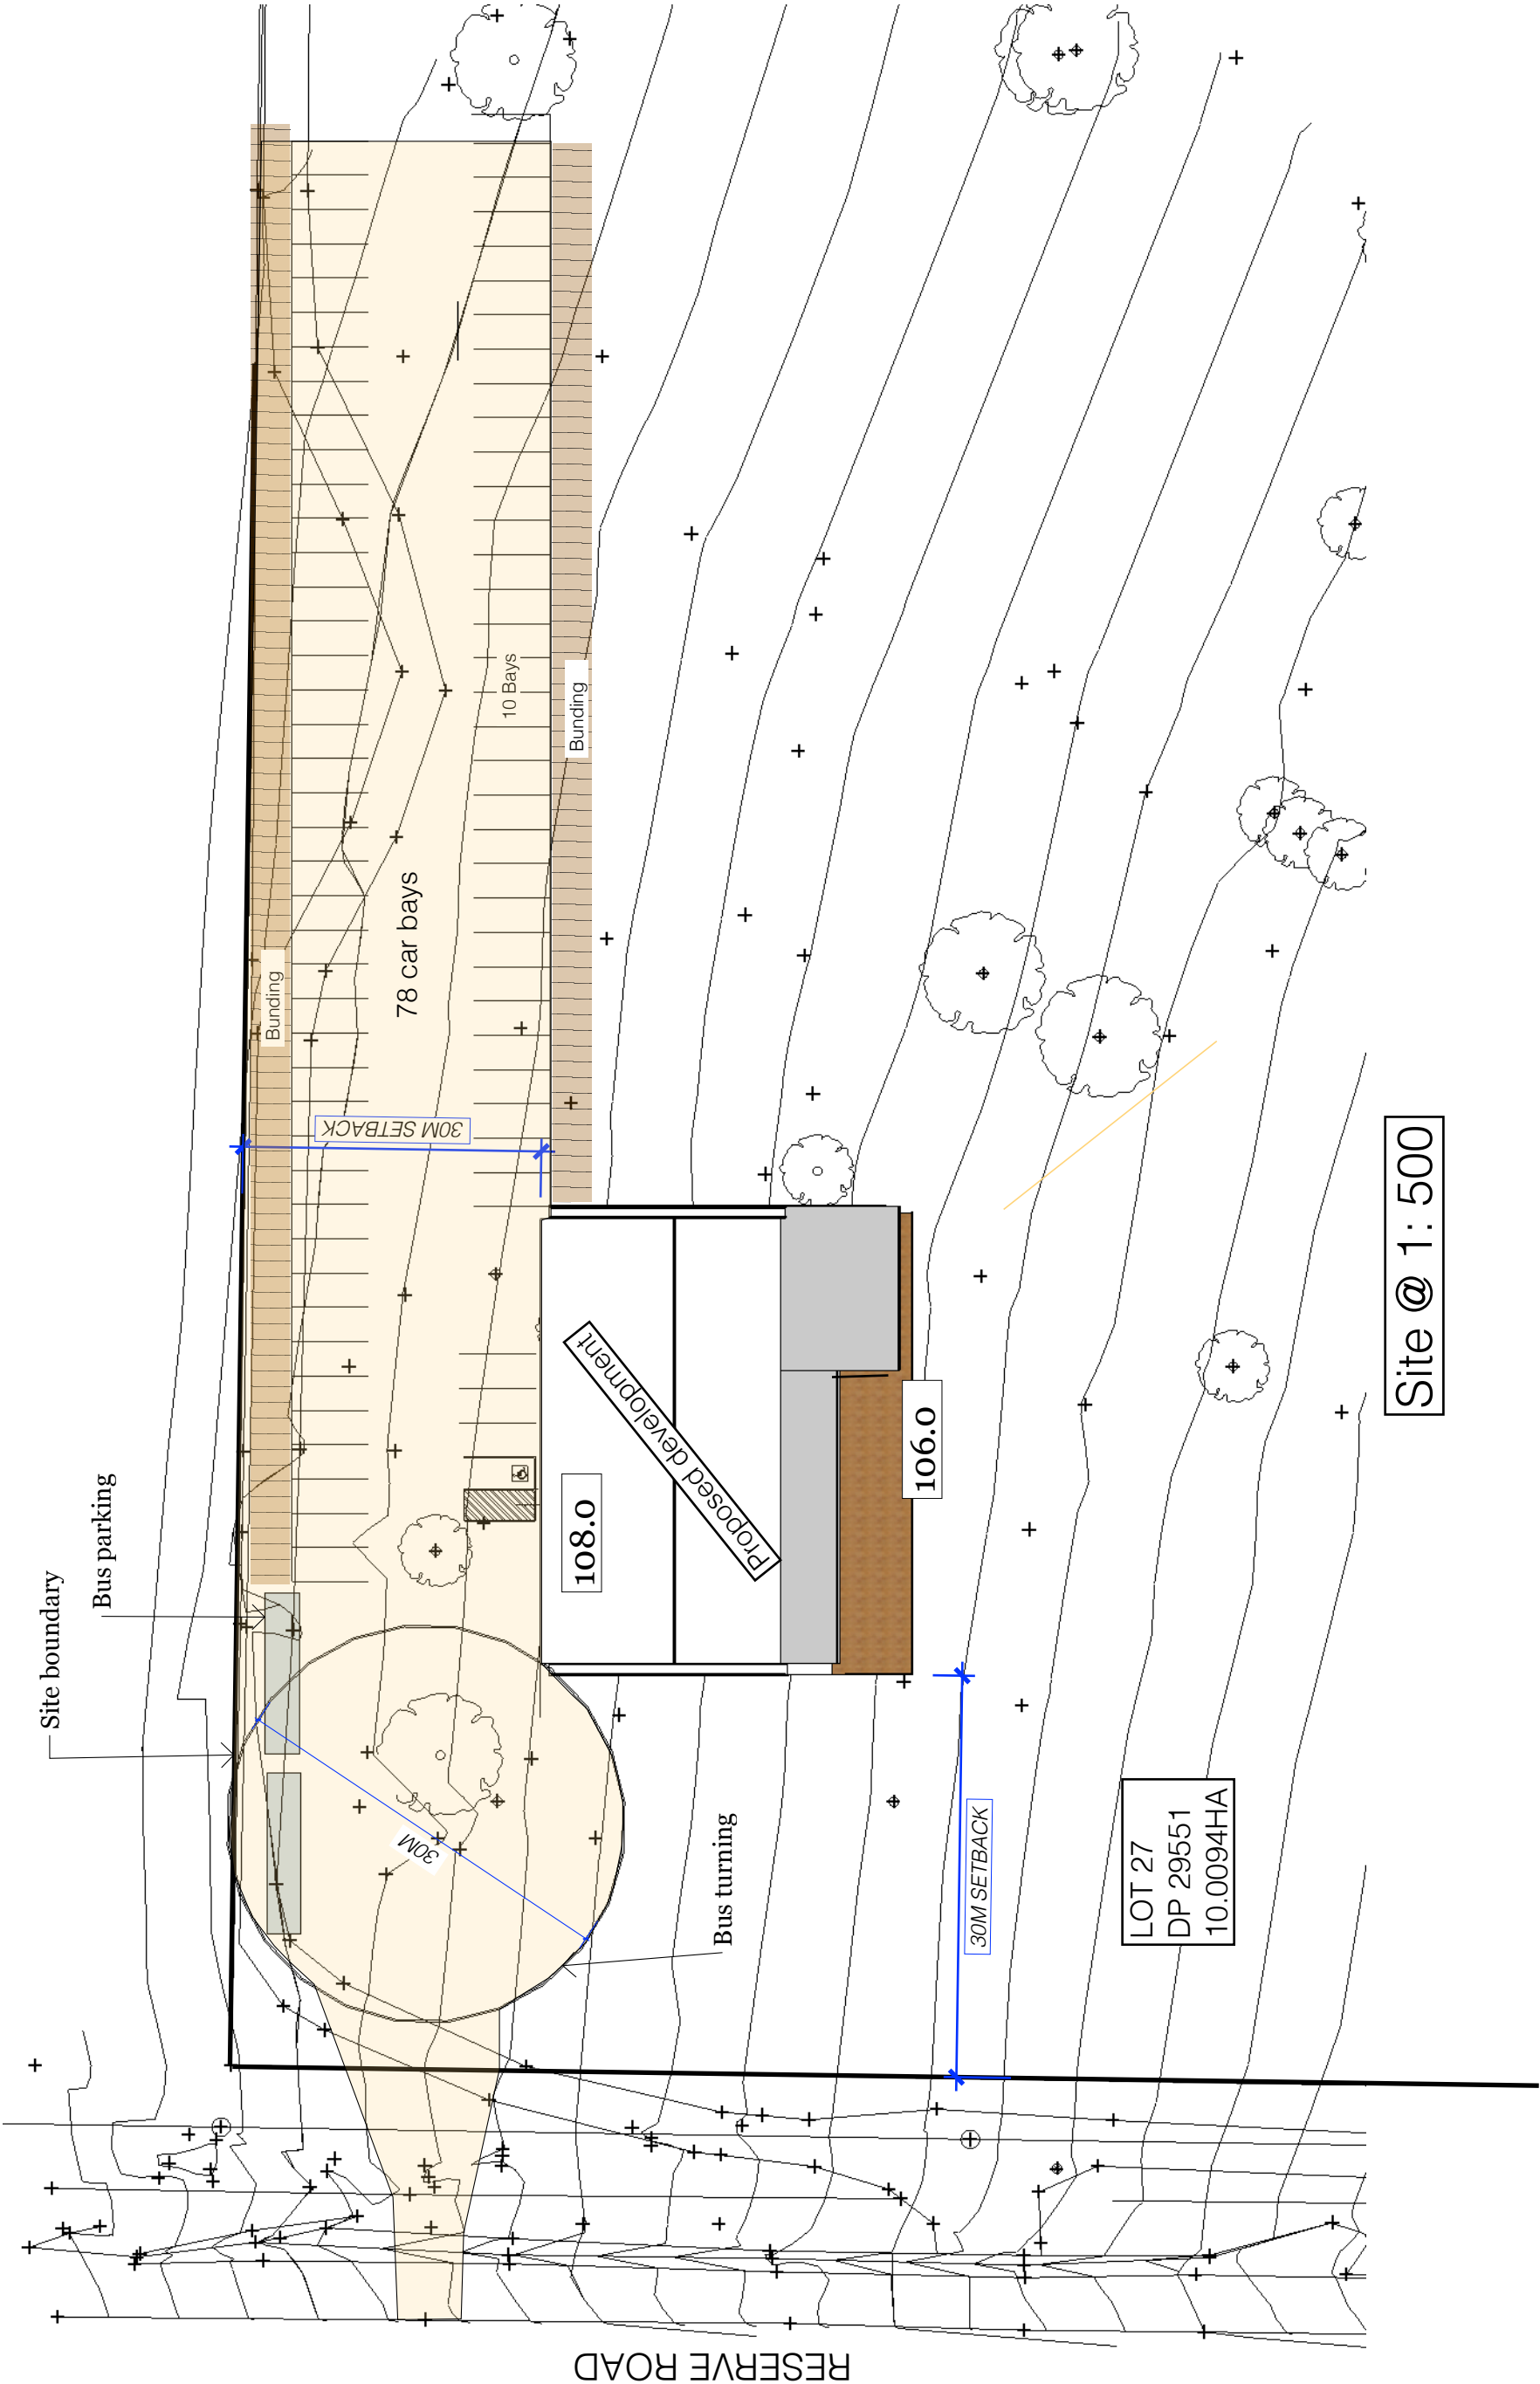 Site boundary
Bus parking
Bunding
78 car bays
10 Bays
Bunding
30M SETBACK
108.0
Proposed development
106.0
30M
Bus turning
30M SETBACK
LOT 27
DP 29551
10.0094HA
Site @ 1: 500
RESERVE ROAD